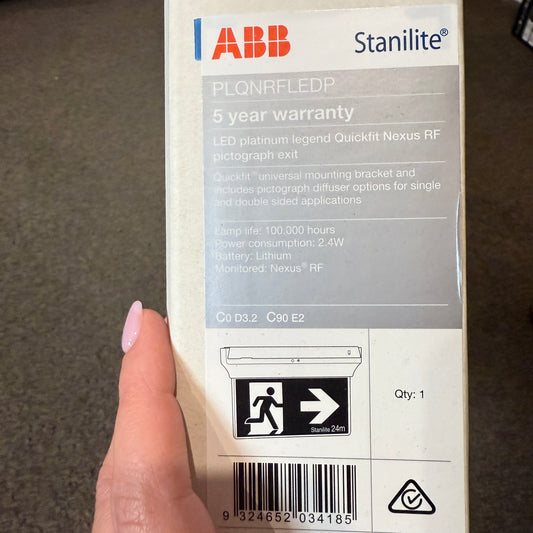 ABB Stanilite®
PLQNRFLEDP
5 year warranty
LED platinum legend Quickfit Nexus RF
pictograph exit
Quickfit™ universal mounting bracket and
includes pictograph diffuser options for single
and double sided applications
Lamp life: 100,000 hours
Power consumption: 2.4W
Battery: Lithium
Monitored: Nexus® RF
C0 D3.2 C90 E2
Stanilite 24m
Qty: 1
9 324652 034185